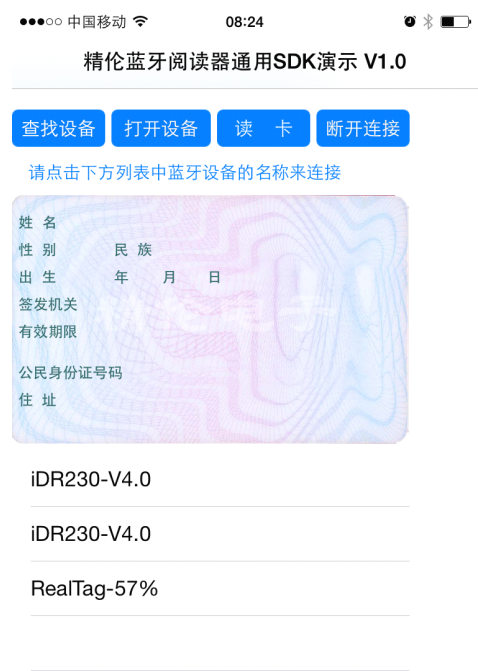 中国移动 08:24
精伦蓝牙阅读器通用SDK演示 V1.0
查找设备 打开设备 读 卡 断开连接
请点击下方列表中蓝牙设备的名称来连接
姓 名
性 别 民 族
出 生 年 月 日
签发机关
有效期限
公民身份证号码
住 址
iDR230-V4.0
iDR230-V4.0
RealTag-57%